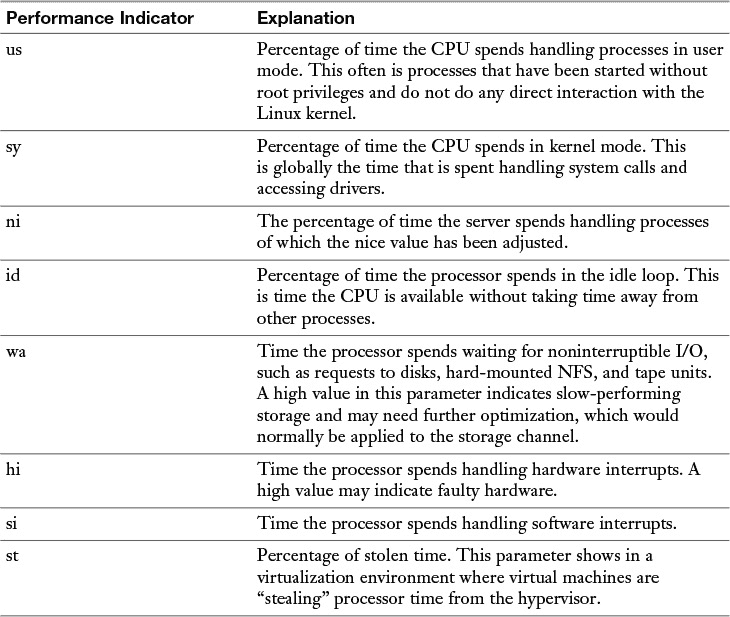 Performance Indicator Explanation
us Percentage of time the CPU spends handling processes in user
mode. This often is processes that have been started without
root privileges and do not do any direct interaction with the
Linux kernel.
sy Percentage of time the CPU spends in kernel mode. This
is globally the time that is spent handling system calls and
accessing drivers.
ni The percentage of time the server spends handling processes
of which the nice value has been adjusted.
id Percentage of time the processor spends in the idle loop. This
is time the CPU is available without taking time away from
other processes.
wa Time the processor spends waiting for noninterruptible I/O,
such as requests to disks, hard-mounted NFS, and tape units.
A high value in this parameter indicates slow-performing
storage and may need further optimization, which would
normally be applied to the storage channel.
hi Time the processor spends handling hardware interrupts. A
high value may indicate faulty hardware.
si Time the processor spends handling software interrupts.
st Percentage of stolen time. This parameter shows in a
virtualization environment where virtual machines are
“stealing” processor time from the hypervisor.